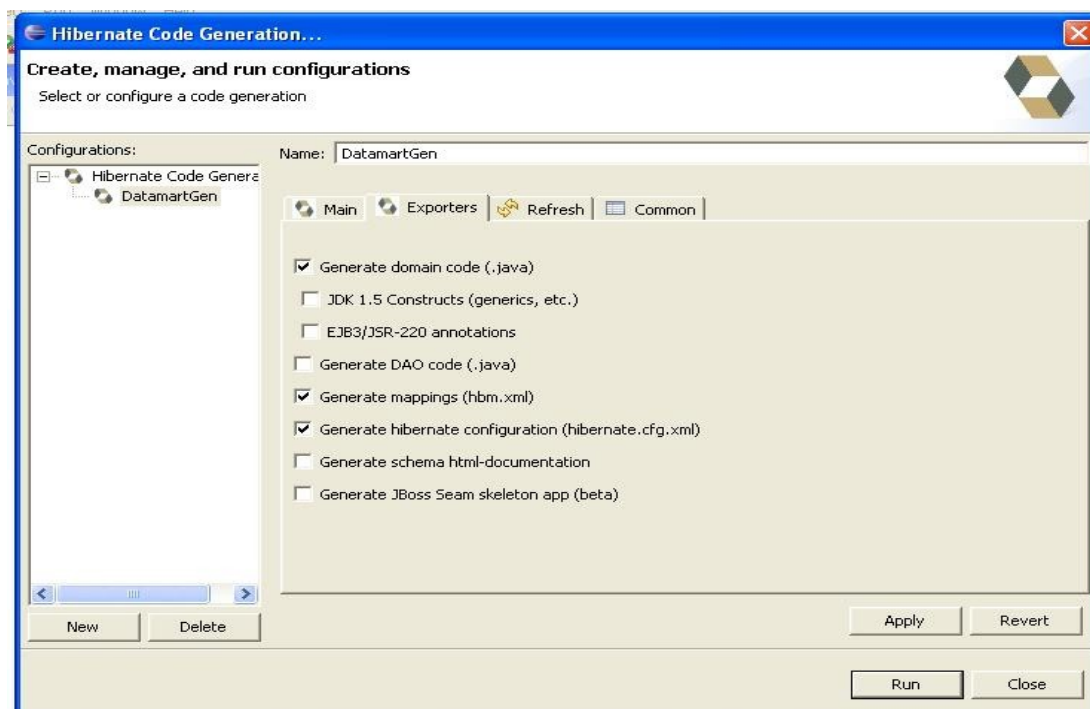 Hibernate Code Generation...
Create, manage, and run configurations
Select or configure a code generation
Configurations:
Hibernate Code Genera
DatamartGen
New
Delete
Name: DatamartGen
Main
Exporters
Refresh
Common
Generate domain code (.java)
JDK 1.5 Constructs (generics, etc.)
EJB3/JSR-220 annotations
Generate DAO code (.java)
Generate mappings (hbm.xml)
Generate hibernate configuration (hibernate.cfg.xml)
Generate schema html-documentation
Generate JBoss Seam skeleton app (beta)
Apply
Revert
Run
Close